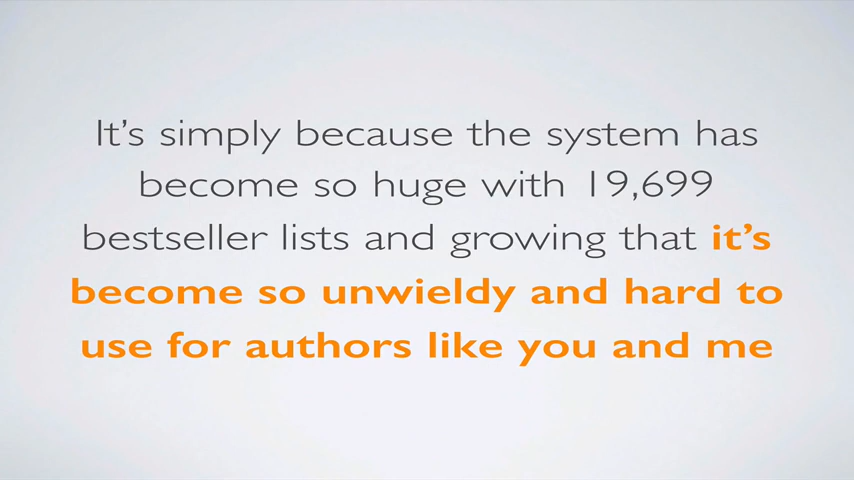 It's simply because the system has
become so huge with 19,699
bestseller lists and growing that it's
become so unwieldy and hard to
use for authors like you and me